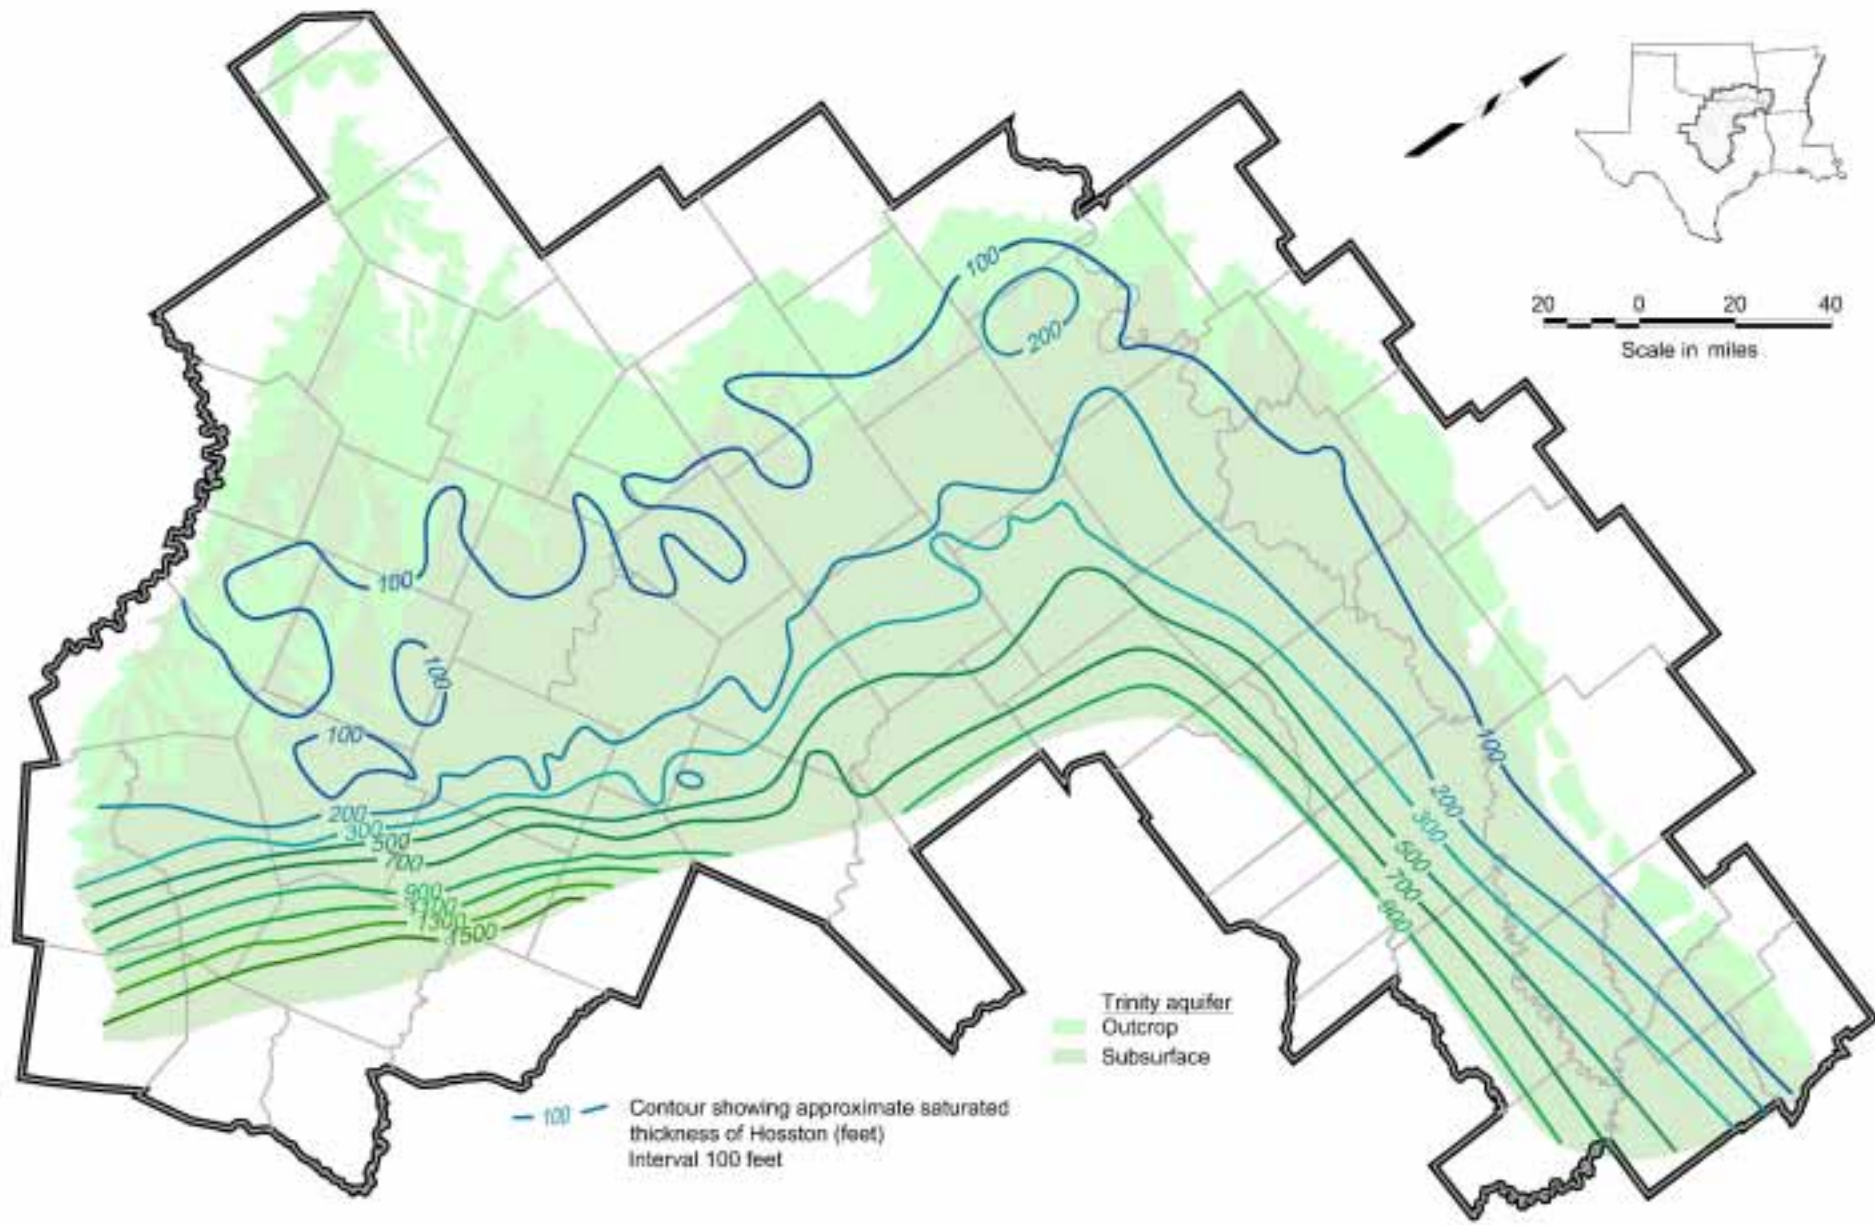 20 0 20 40
Scale in miles
100
200
100
100
100
200
300
500
700
900
1100
1300
1500
100
200
300
500
700
900
Trinity aquifer
Outcrop
Subsurface
100
Contour showing approximate saturated
thickness of Hosston (feet)
Interval 100 feet